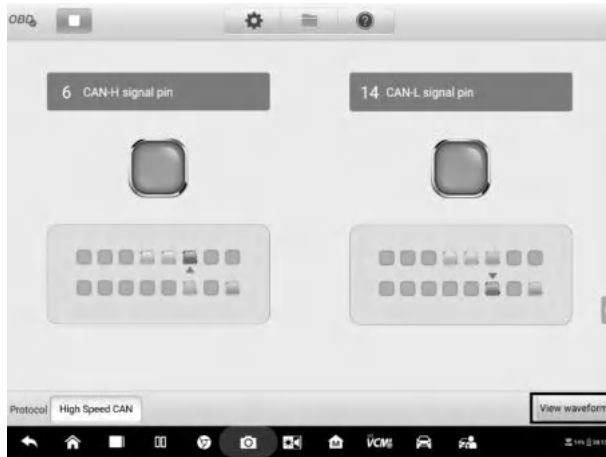 OBD
6 CAN-H signal pin
14 CAN-L signal pin
Protocol High Speed CAN
View waveform
VCMI